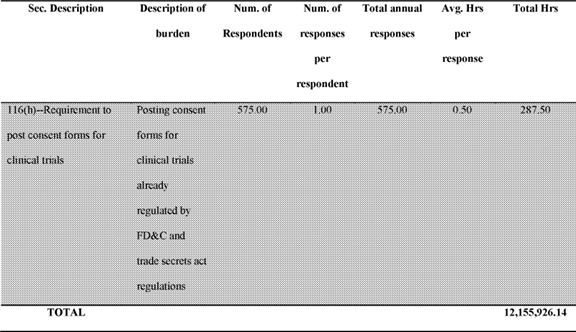 Sec. Description Description of burden Num. of Respondents Num. of responses per respondent Total annual responses Avg. Hrs per response Total Hrs
116(h)--Requirement to post consent forms for clinical trials Posting consent forms for clinical trials already regulated by FD&C and trade secrets act regulations 575.00 1.00 575.00 0.50 287.50
TOTAL 12,155,926.14